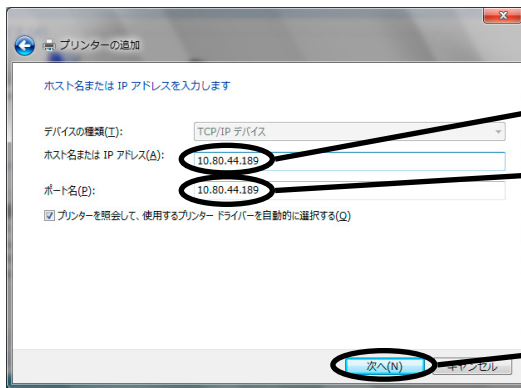 プリンターの追加
ホスト名または IP アドレスを入力します
デバイスの種類(T): TCP/IP デバイス
ホスト名または IP アドレス(A): 10.80.44.189
ポート名(P): 10.80.44.189
プリンターを照会して、使用するプリンター ドライバーを自動的に選択する(Q)
次へ(N) キャンセル